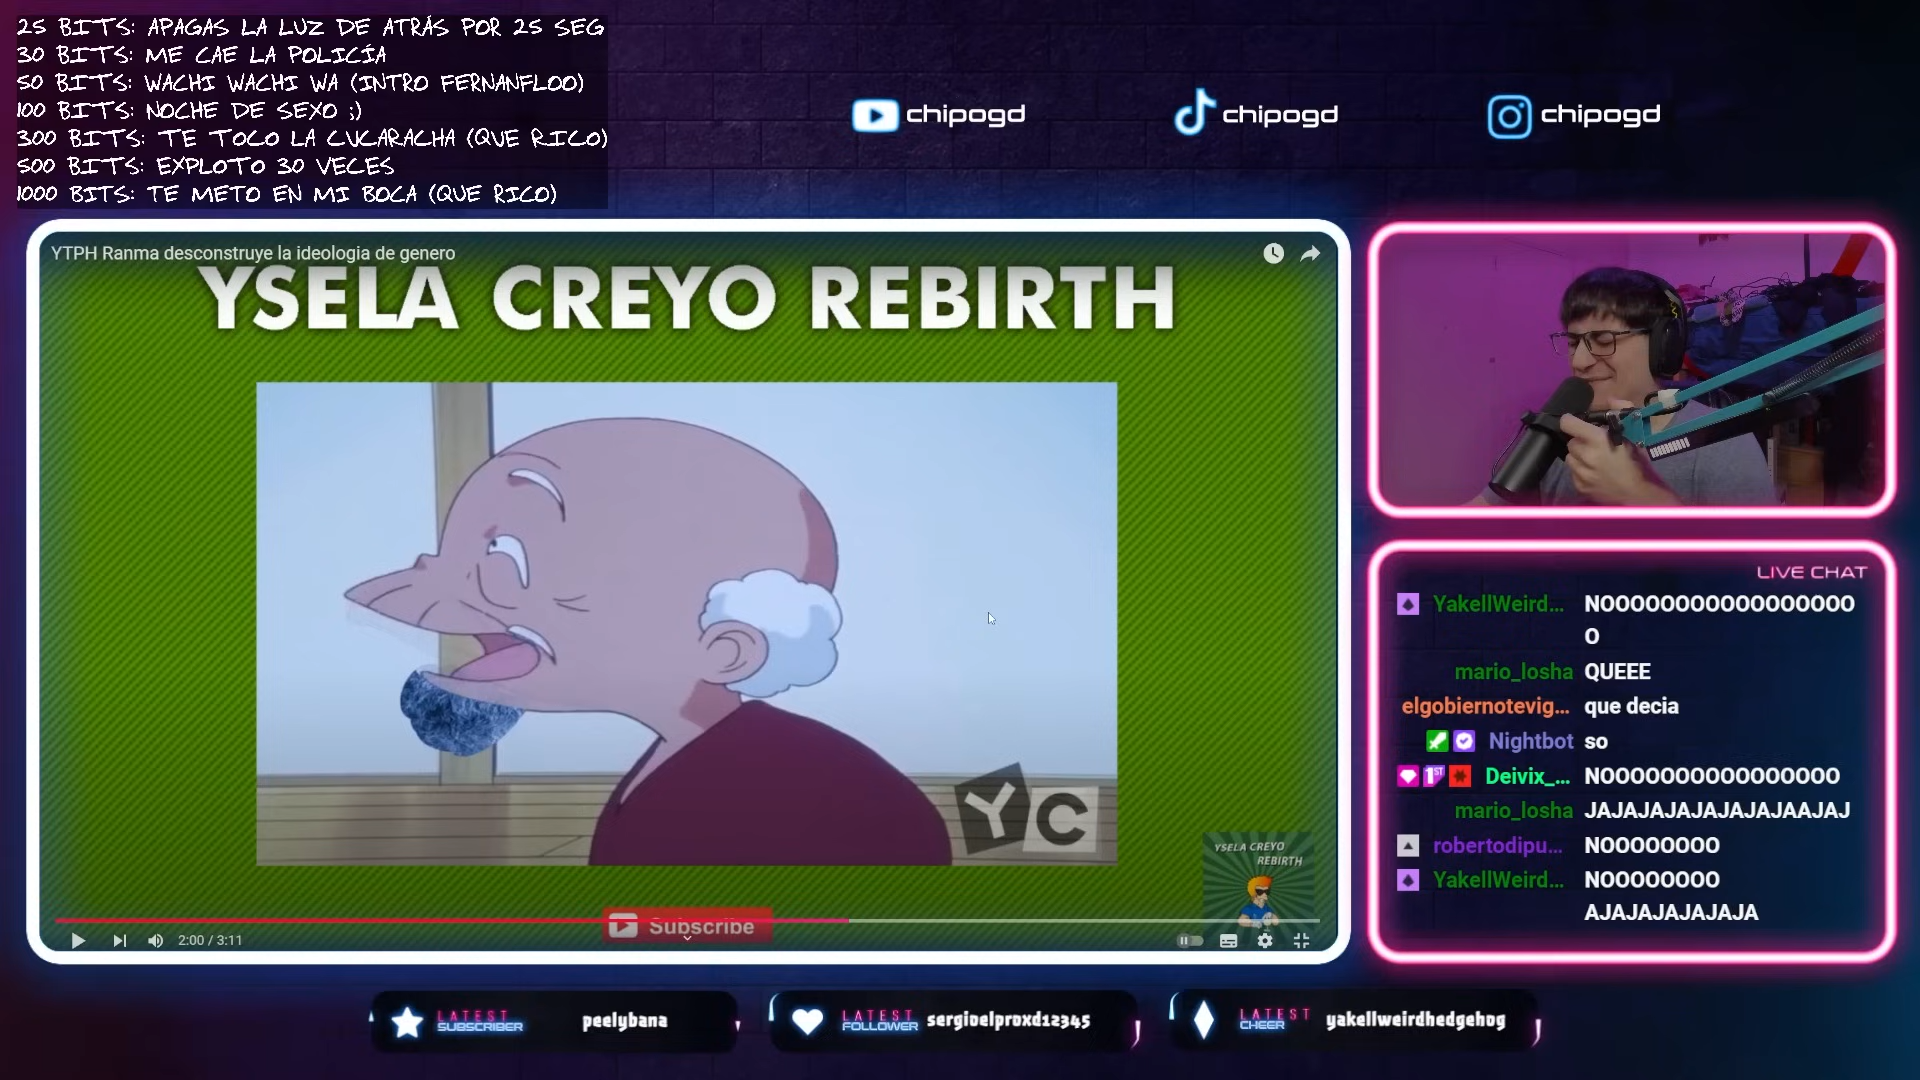 25 BITS: APAGAS LA LUZ DE ATRÁS POR 25 SEG
30 BITS: ME CAE LA POLICÍA
50 BITS: WACHI WACHI WA (INTRO FERNANFLOO)
100 BITS: NOCHE DE SEXO ;)
300 BITS: TE TOCO LA CUCARACHA (QUE RICO)
500 BITS: EXPLOTO 30 VECES
1000 BITS: TE METO EN MI BOCA (QUE RICO)
chipogd
chipogd
chipogd
YTPH Ranma desconstruye la ideologia de genero
YSELA CREYO REBIRTH
YC
YSELA CREYO
REBIRTH
Subscribe
2:00 / 3:11
LIVE CHAT
YakellWeird... NOOOOOOOOOOOOOOOOO
O
mario_losha QUEEE
elgobiernotevig... que decia
Nightbot so
1ST Deivix_... NOOOOOOOOOOOOOOOO
mario_losha JAJAJAJAJAJAJAJAAJAJ
robertodipu... NOOOOOOOO
YakellWeird... NOOOOOOOO
AJAJAJAJAJAJA
LATEST
SUBSCRIBER
peelybana
LATEST
FOLLOWER
sergioelproxd12345
LATEST
CHEER
yakellweirdhedgehog